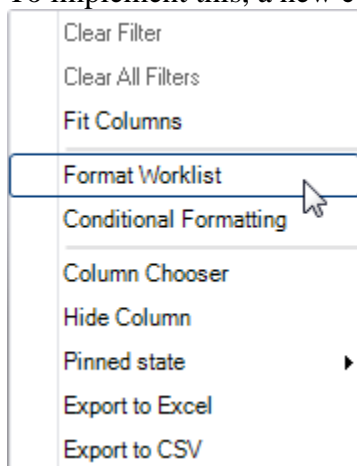 To implement this, a new c
Clear Filter
Clear All Filters
Fit Columns
Format Worklist
Conditional Formatting
Column Chooser
Hide Column
Pinned state
Export to Excel
Export to CSV